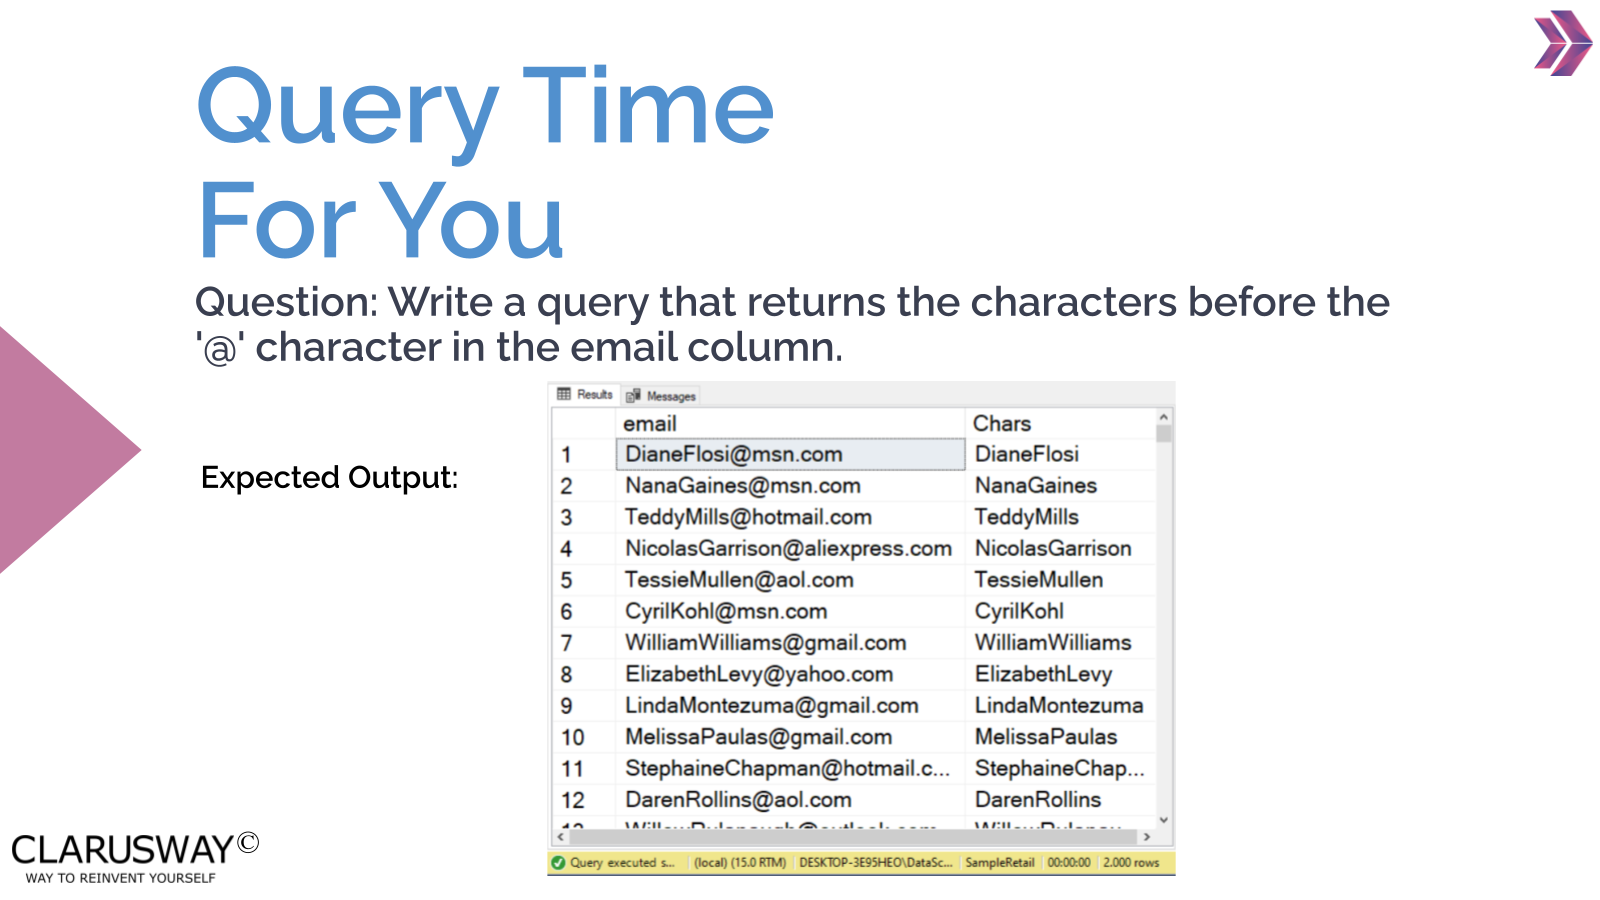 Query Time
For You
Question: Write a query that returns the characters before the
'@' character in the email column.
Expected Output:
Results Messages
email Chars
1 DianeFlosi@msn.com DianeFlosi
2 NanaGaines@msn.com NanaGaines
3 TeddyMills@hotmail.com TeddyMills
4 NicolasGarrison@aliexpress.com NicolasGarrison
5 TessieMullen@aol.com TessieMullen
6 CyrilKohl@msn.com CyrilKohl
7 WilliamWilliams@gmail.com WilliamWilliams
8 ElizabethLevy@yahoo.com ElizabethLevy
9 LindaMontezuma@gmail.com LindaMontezuma
10 MelissaPaulas@gmail.com MelissaPaulas
11 StephaineChapman@hotmail.c... StephaineChap...
12 DarenRollins@aol.com DarenRollins
Query executed s... (local) (15.0 RTM) DESKTOP-3E95HEO\DataSc... SampleRetail 00:00:00 2.000 rows
CLARUSWAY©
WAY TO REINVENT YOURSELF